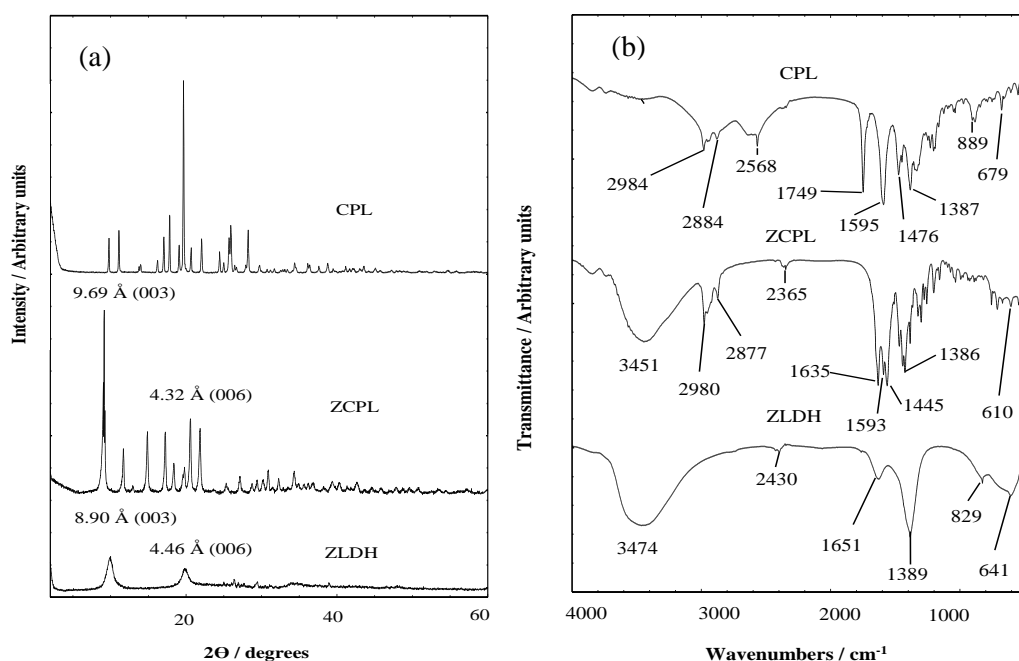 (a)
CPL
9.69 Å (003)
4.32 Å (006)
ZCPL
8.90 Å (003)
4.46 Å (006)
ZLDH
20
40
60
2Θ / degrees
Intensity / Arbitrary units
(b)
CPL
2984
2884
2568
1749
1595
1476
1387
889
679
ZCPL
2365
3451
2980
2877
1635
1593
1445
1386
610
ZLDH
2430
3474
1651
1389
829
641
4000
3000
2000
1000
Wavenumbers / cm⁻¹
Transmittance / Arbitrary units